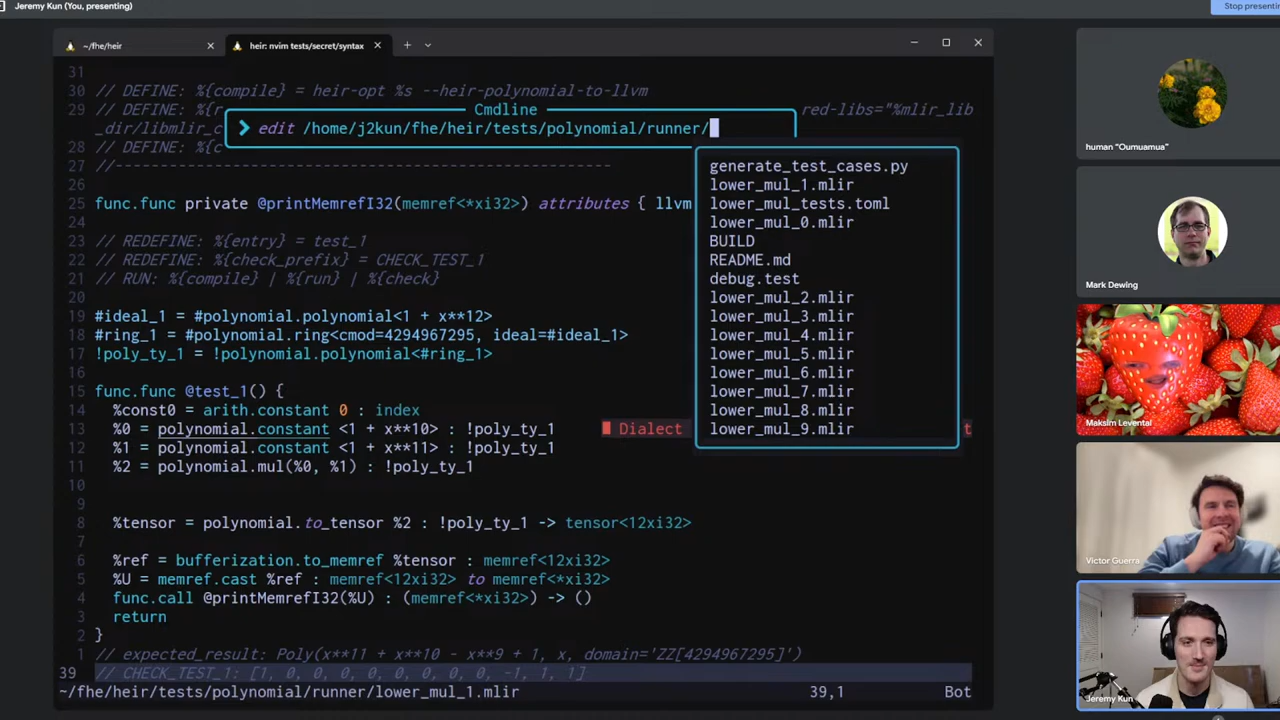 Jeremy Kun (You, presenting)
Stop presenting
~/fhe/heir
heir: nvim tests/secret/syntax
31
30 // DEFINE: %{compile} = heir-opt %s --heir-polynomial-to-llvm
29 // DEFINE: %{r
red-libs="%mlir_lib
_dir/libmlir_c
28 // DEFINE: %{c
Cmdline
edit /home/j2kun/fhe/heir/tests/polynomial/runner/
generate_test_cases.py
lower_mul_1.mlir
lower_mul_tests.toml
lower_mul_0.mlir
BUILD
README.md
debug.test
lower_mul_2.mlir
lower_mul_3.mlir
lower_mul_4.mlir
lower_mul_5.mlir
lower_mul_6.mlir
lower_mul_7.mlir
lower_mul_8.mlir
lower_mul_9.mlir
27 //-------------------------------------------------------
26
25 func.func private @printMemrefI32(memref<*xi32>) attributes { llvm
24
23 // REDEFINE: %{entry} = test_1
22 // REDEFINE: %{check_prefix} = CHECK_TEST_1
21 // RUN: %{compile} | %{run} | %{check}
20
19 #ideal_1 = #polynomial.polynomial<1 + x**12>
18 #ring_1 = #polynomial.ring<cmod=4294967295, ideal=#ideal_1>
17 !poly_ty_1 = !polynomial.polynomial<#ring_1>
16
15 func.func @test_1() {
14 %const0 = arith.constant 0 : index
13 %0 = polynomial.constant <1 + x**10> : !poly_ty_1 Dialect t
12 %1 = polynomial.constant <1 + x**11> : !poly_ty_1
11 %2 = polynomial.mul(%0, %1) : !poly_ty_1
10
9
8 %tensor = polynomial.to_tensor %2 : !poly_ty_1 -> tensor<12xi32>
7
6 %ref = bufferization.to_memref %tensor : memref<12xi32>
5 %U = memref.cast %ref : memref<12xi32> to memref<*xi32>
4 func.call @printMemrefI32(%U) : (memref<*xi32>) -> ()
3 return
2 }
1 // expected_result: Poly(x**11 + x**10 - x**9 + 1, x, domain='ZZ[4294967295]')
39 // CHECK_TEST_1: [1, 0, 0, 0, 0, 0, 0, 0, 0, -1, 1, 1]
~/fhe/heir/tests/polynomial/runner/lower_mul_1.mlir 39,1 Bot
human "Oumuamua"
Mark Dewing
Maksim Levental
Victor Guerra
Jeremy Kun